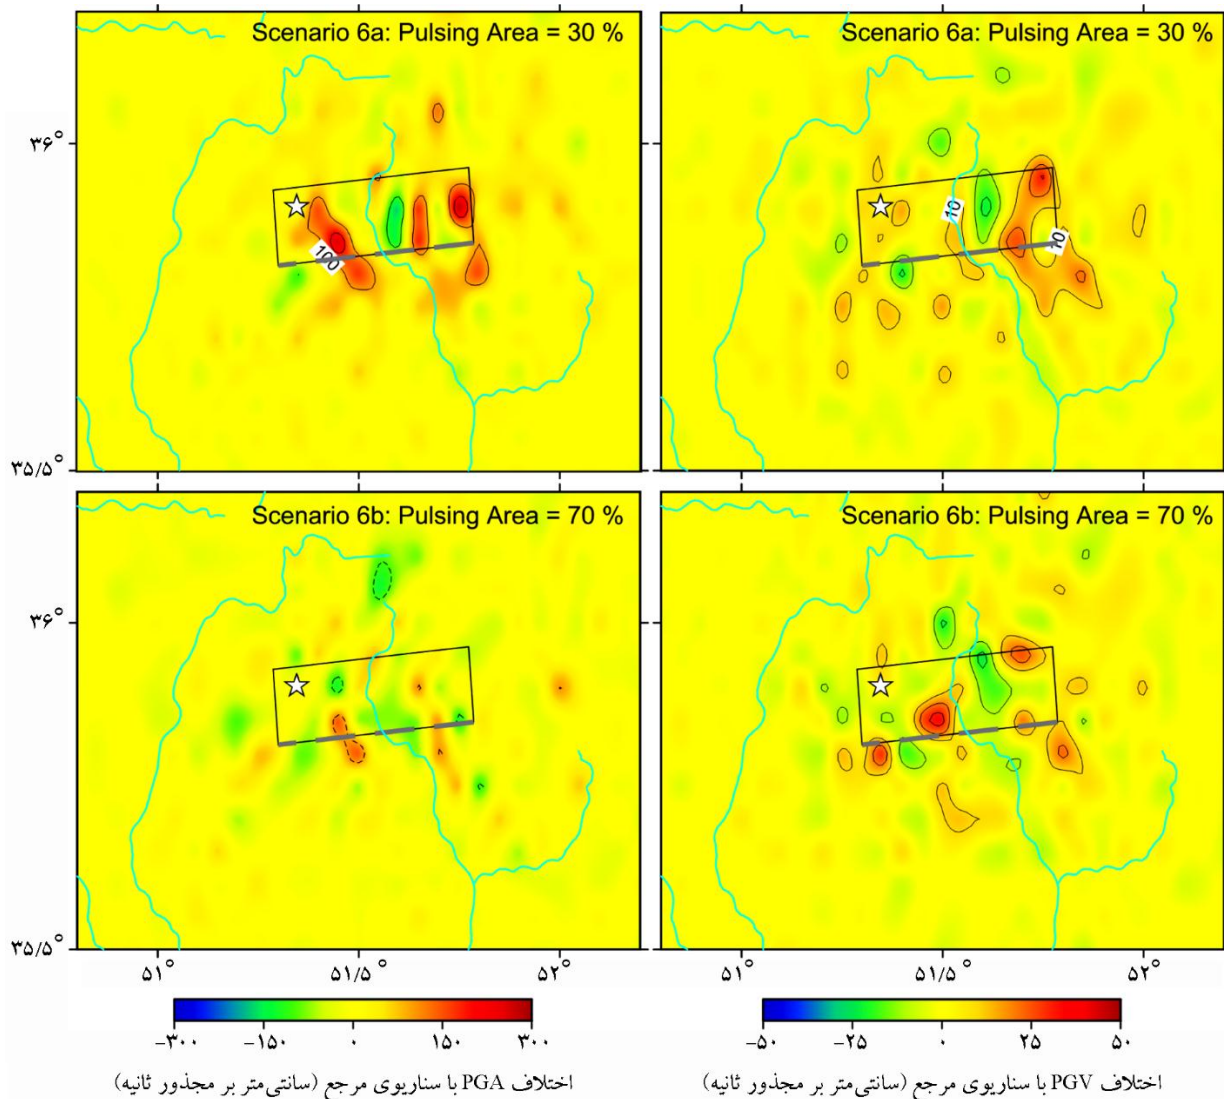 Scenario 6a: Pulsing Area = 30 %
Scenario 6a: Pulsing Area = 30 %
۳۶°
100
10
10
۳۵/۵°
Scenario 6b: Pulsing Area = 70 %
Scenario 6b: Pulsing Area = 70 %
۳۶°
۳۵/۵°
۵۱° ۵۱/۵° ۵۲° ۵۱° ۵۱/۵° ۵۲°
-۳۰۰ -۱۵۰ ۰ ۱۵۰ ۳۰۰ -۵۰ -۲۵ ۰ ۲۵ ۵۰
اختلاف PGA با سناریوی مرجع (سانتی‌متر بر مجذور ثانیه)
اختلاف PGV با سناریوی مرجع (سانتی‌متر بر مجذور ثانیه)